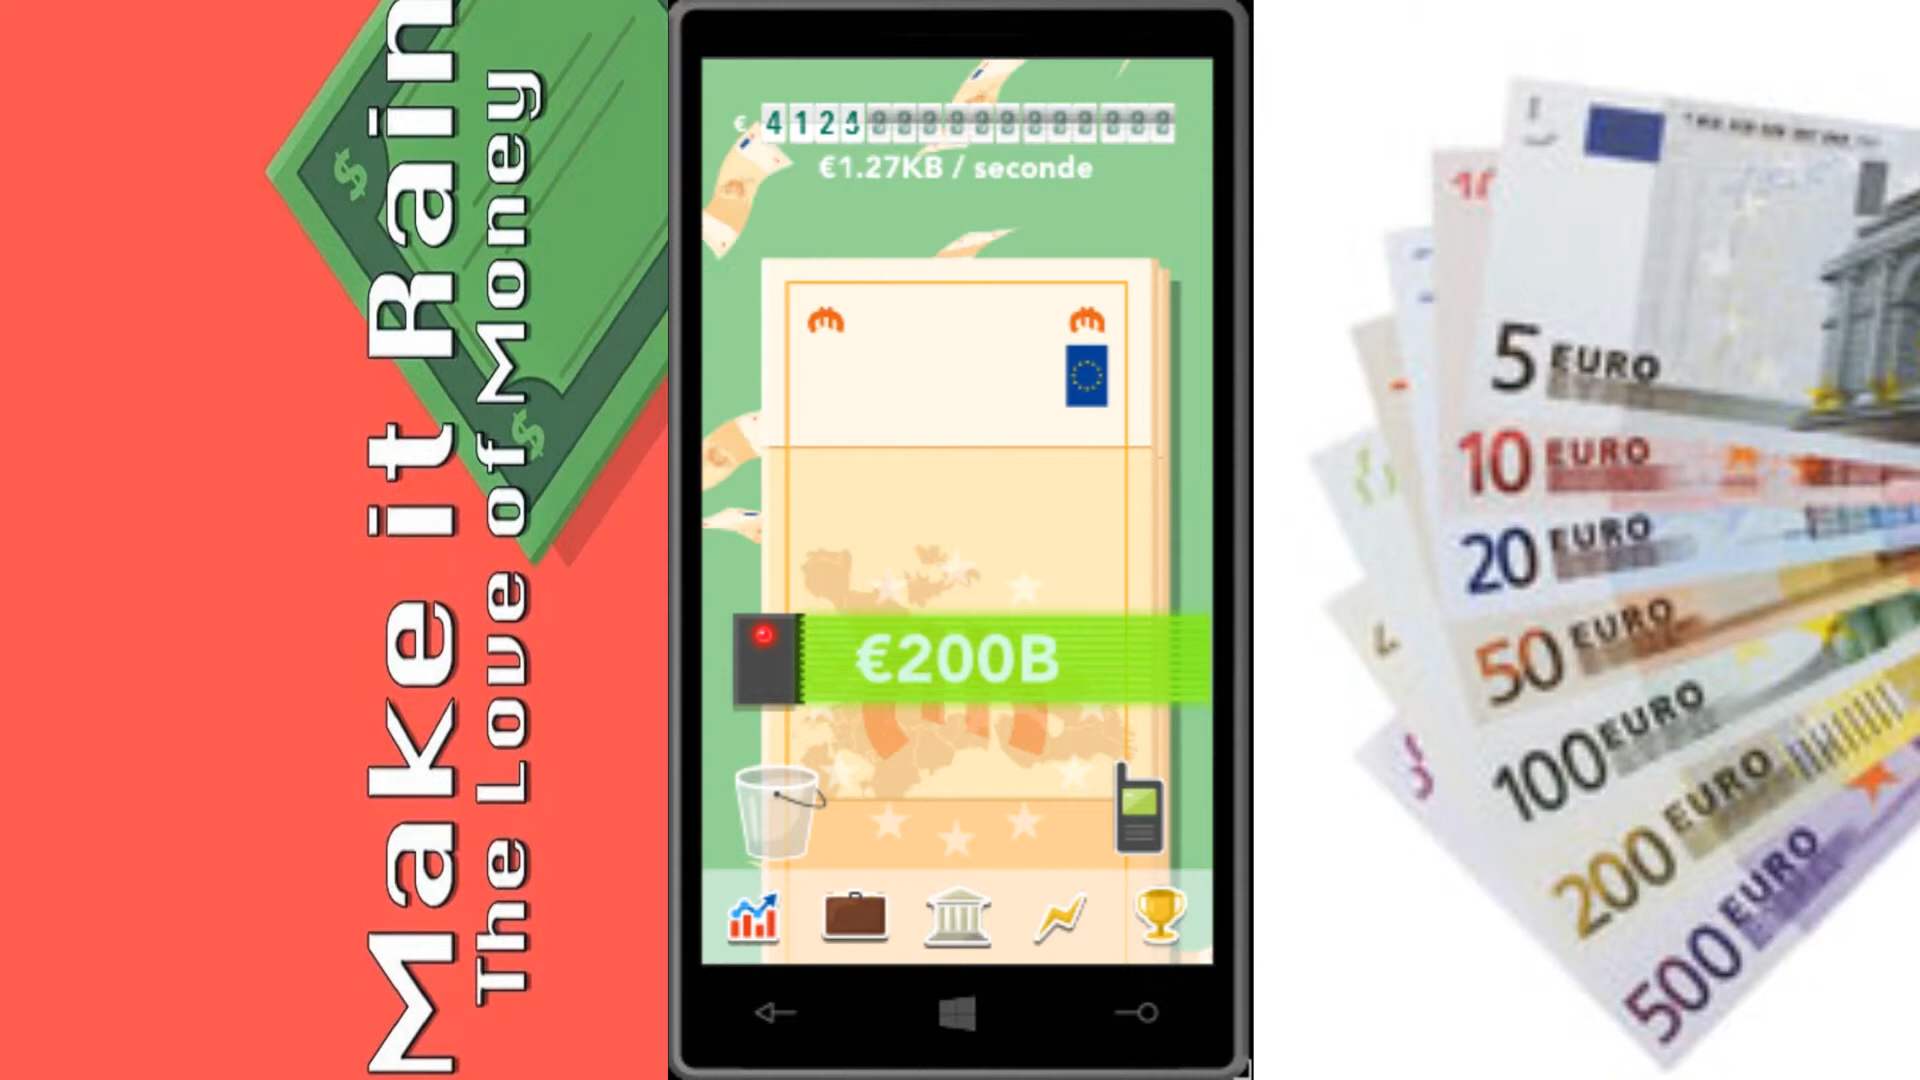 Make it Rain
The Love of Money
€ 4124
€1.27KB / seconde
€200B
5 EURO
10 EURO
20 EURO
50 EURO
100 EURO
200 EURO
500 EURO